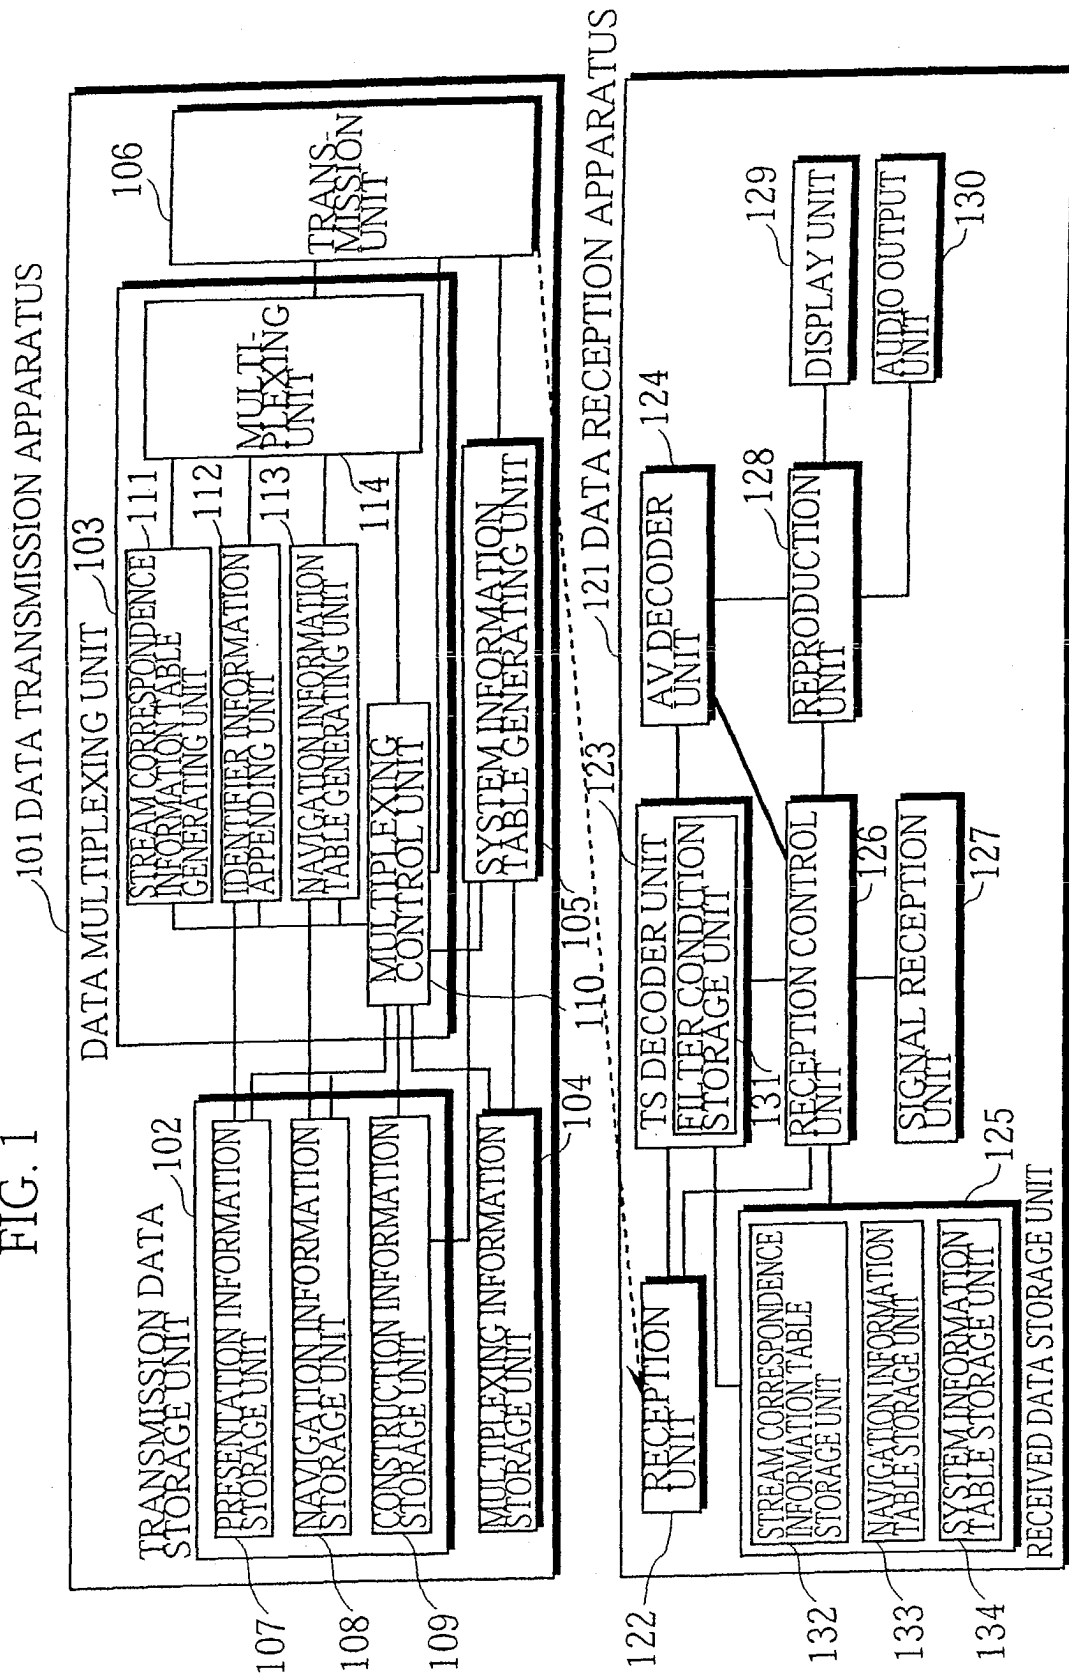 FIG. 1
101 DATA TRANSMISSION APPARATUS
TRANSMISSION DATA
STORAGE UNIT
102
PRESENTATION INFORMATION
STORAGE UNIT
107
NAVIGATION INFORMATION
STORAGE UNIT
108
CONSTRUCTION INFORMATION
STORAGE UNIT
109
MULTIPLEXING INFORMATION
STORAGE UNIT
104
DATA MULTIPLEXING UNIT
103
STREAM CORRESPONDENCE
INFORMATION TABLE
GENERATING UNIT
111
IDENTIFIER INFORMATION
APPENDING UNIT
112
NAVIGATION INFORMATION
TABLE GENERATING UNIT
113
MULTIPLEXING
CONTROL UNIT
110
MULTI-
PLEXING
UNIT
114
SYSTEM INFORMATION
TABLE GENERATING UNIT
105
TRANS-
MISSION
UNIT
106
121 DATA RECEPTION APPARATUS
RECEPTION
UNIT
122
TS DECODER UNIT
123
FILTER CONDITION
STORAGE UNIT
131
AV DECODER
UNIT
124
RECEPTION CONTROL
UNIT
126
SIGNAL RECEPTION
UNIT
127
REPRODUCTION
UNIT
128
DISPLAY UNIT
129
AUDIO OUTPUT
UNIT
130
125
STREAM CORRESPONDENCE
INFORMATION TABLE
STORAGE UNIT
132
NAVIGATION INFORMATION
TABLE STORAGE UNIT
133
SYSTEM INFORMATION
TABLE STORAGE UNIT
134
RECEIVED DATA STORAGE UNIT